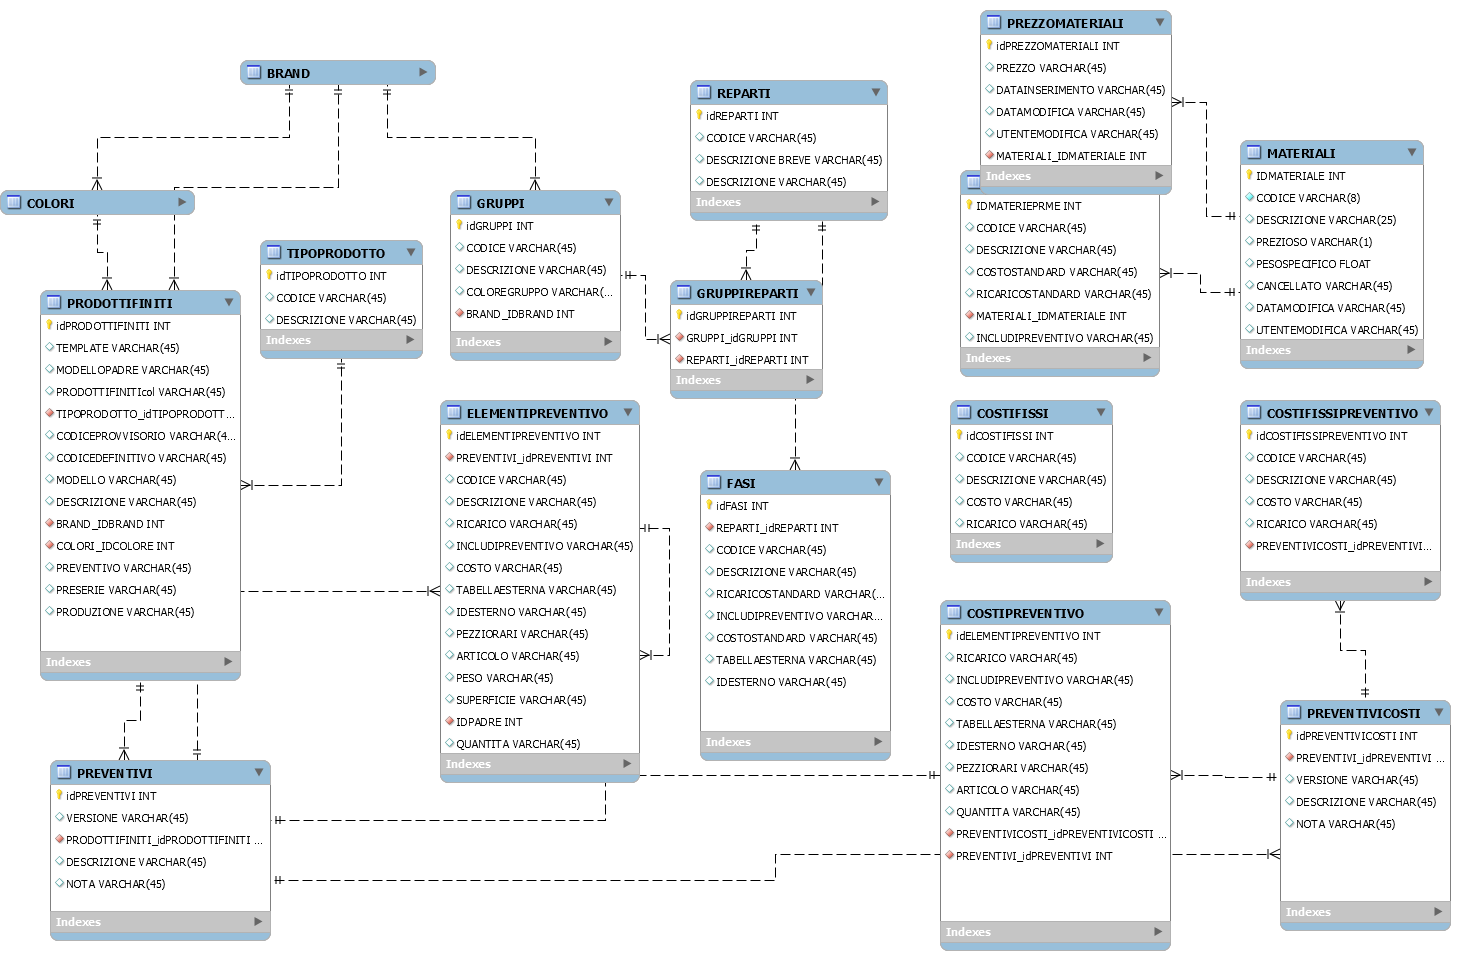 BRAND
COLORI
PRODOTTIFINITI
idPRODOTTIFINITI INT
TEMPLATE VARCHAR(45)
MODELLOPADRE VARCHAR(45)
PRODOTTIFINITIcol VARCHAR(45)
TIPOPRODOTTO_idTIPOPRODOTT...
CODICEPROVVISORIO VARCHAR(4...
CODICEDEFINITIVO VARCHAR(45)
MODELLO VARCHAR(45)
DESCRIZIONE VARCHAR(45)
BRAND_IDBRAND INT
COLORI_IDCOLORE INT
PREVENTIVO VARCHAR(45)
PRESERIE VARCHAR(45)
PRODUZIONE VARCHAR(45)
Indexes
TIPOPRODOTTO
idTIPOPRODOTTO INT
CODICE VARCHAR(45)
DESCRIZIONE VARCHAR(45)
Indexes
GRUPPI
idGRUPPI INT
CODICE VARCHAR(45)
DESCRIZIONE VARCHAR(45)
COLOREGRUPPO VARCHAR(...
BRAND_IDBRAND INT
Indexes
REPARTI
idREPARTI INT
CODICE VARCHAR(45)
DESCRIZIONE BREVE VARCHAR(45)
DESCRIZIONE VARCHAR(45)
Indexes
GRUPPIREPARTI
idGRUPPIREPARTI INT
GRUPPI_idGRUPPI INT
REPARTI_idREPARTI INT
Indexes
PREZZOMATERIALI
idPREZZOMATERIALI INT
PREZZO VARCHAR(45)
DATAINSERIMENTO VARCHAR(45)
DATAMODIFICA VARCHAR(45)
UTENTEMODIFICA VARCHAR(45)
MATERIALI_IDMATERIALE INT
Indexes
IDMATERIEPRME INT
CODICE VARCHAR(45)
DESCRIZIONE VARCHAR(45)
COSTOSTANDARD VARCHAR(45)
RICARICOSTANDARD VARCHAR(45)
MATERIALI_IDMATERIALE INT
INCLUDIPREVENTIVO VARCHAR(45)
Indexes
MATERIALI
IDMATERIALE INT
CODICE VARCHAR(8)
DESCRIZIONE VARCHAR(25)
PREZIOSO VARCHAR(1)
PESOSPECIFICO FLOAT
CANCELLATO VARCHAR(45)
DATAMODIFICA VARCHAR(45)
UTENTEMODIFICA VARCHAR(45)
Indexes
ELEMENTIPREVENTIVO
idELEMENTIPREVENTIVO INT
PREVENTIVI_idPREVENTIVI INT
CODICE VARCHAR(45)
DESCRIZIONE VARCHAR(45)
RICARICO VARCHAR(45)
INCLUDIPREVENTIVO VARCHAR(45)
COSTO VARCHAR(45)
TABELLAESTERNA VARCHAR(45)
IDESTERNO VARCHAR(45)
PEZZIORARI VARCHAR(45)
ARTICOLO VARCHAR(45)
PESO VARCHAR(45)
SUPERFICIE VARCHAR(45)
IDPADRE INT
QUANTITA VARCHAR(45)
Indexes
FASI
idFASI INT
REPARTI_idREPARTI INT
CODICE VARCHAR(45)
DESCRIZIONE VARCHAR(45)
RICARICOSTANDARD VARCHAR(...
INCLUDIPREVENTIVO VARCHAR...
COSTOSTANDARD VARCHAR(45)
TABELLAESTERNA VARCHAR(45)
IDESTERNO VARCHAR(45)
Indexes
COSTIFISSI
idCOSTIFISSI INT
CODICE VARCHAR(45)
DESCRIZIONE VARCHAR(45)
COSTO VARCHAR(45)
RICARICO VARCHAR(45)
Indexes
COSTIFISSIPREVENTIVO
idCOSTIFISSIPREVENTIVO INT
CODICE VARCHAR(45)
DESCRIZIONE VARCHAR(45)
COSTO VARCHAR(45)
RICARICO VARCHAR(45)
PREVENTIVICOSTI_idPREVENTIVI...
Indexes
COSTIPREVENTIVO
idELEMENTIPREVENTIVO INT
RICARICO VARCHAR(45)
INCLUDIPREVENTIVO VARCHAR(45)
COSTO VARCHAR(45)
TABELLAESTERNA VARCHAR(45)
IDESTERNO VARCHAR(45)
PEZZIORARI VARCHAR(45)
ARTICOLO VARCHAR(45)
QUANTITA VARCHAR(45)
PREVENTIVICOSTI_idPREVENTIVICOSTI ...
PREVENTIVI_idPREVENTIVI INT
Indexes
PREVENTIVICOSTI
idPREVENTIVICOSTI INT
PREVENTIVI_idPREVENTIVI ...
VERSIONE VARCHAR(45)
DESCRIZIONE VARCHAR(45)
NOTA VARCHAR(45)
Indexes
PREVENTIVI
idPREVENTIVI INT
VERSIONE VARCHAR(45)
PRODOTTIFINITI_idPRODOTTIFINITI ...
DESCRIZIONE VARCHAR(45)
NOTA VARCHAR(45)
Indexes